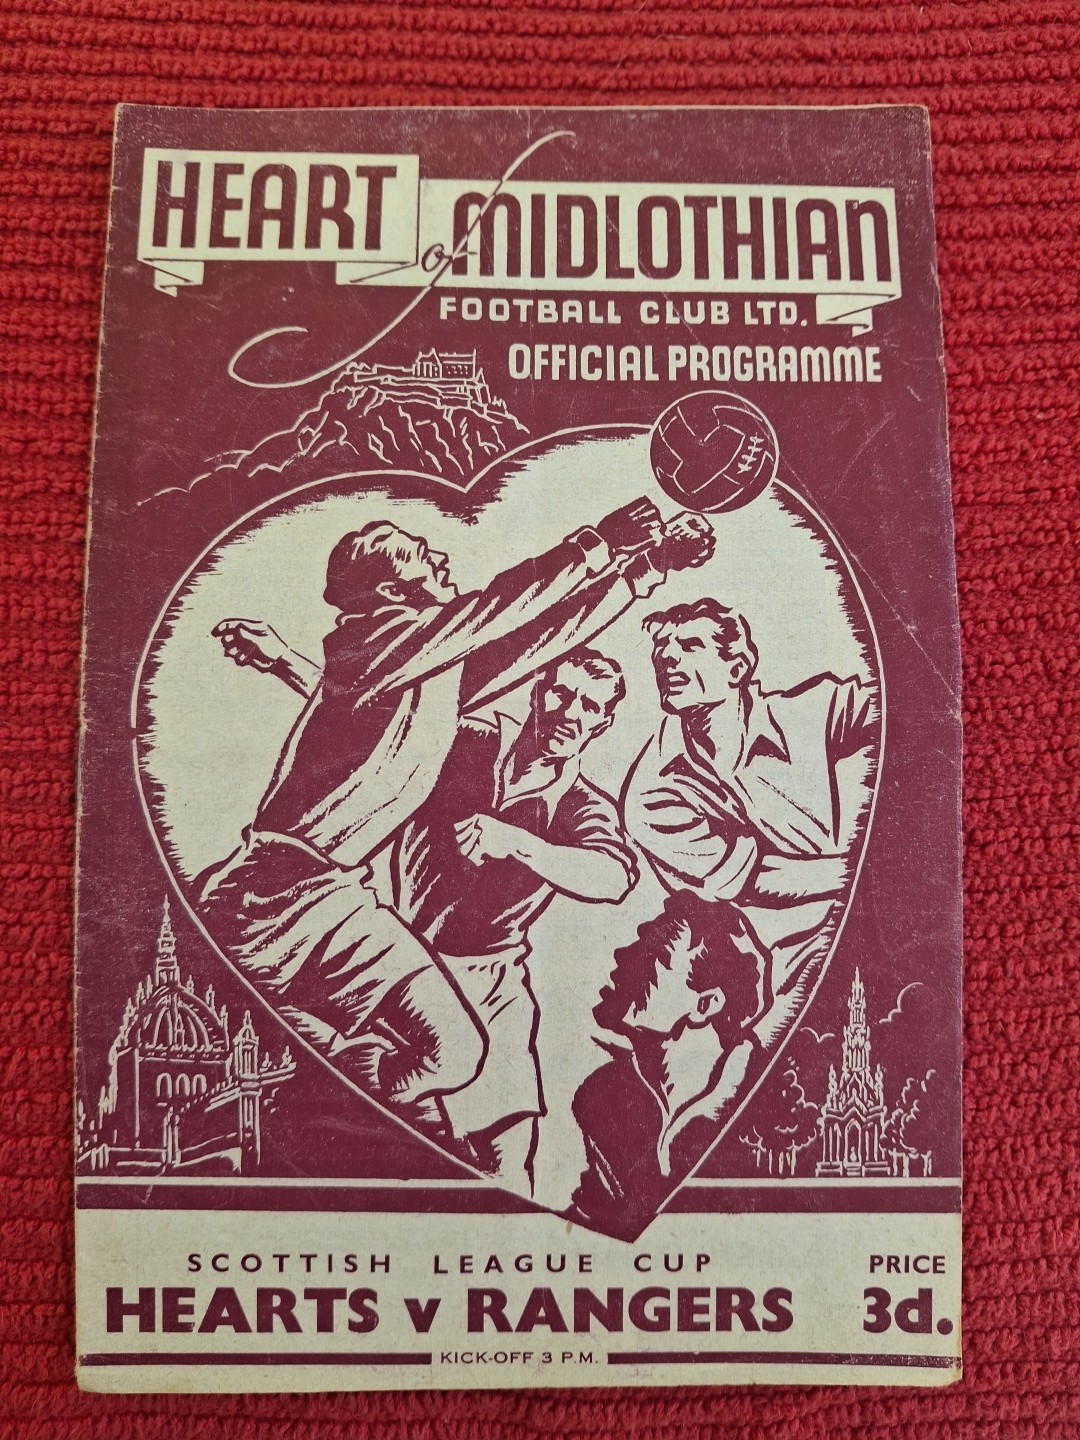 HEART
of MIDLOTHIAN
FOOTBALL CLUB LTD.
OFFICIAL PROGRAMME
SCOTTISH LEAGUE CUP PRICE
HEARTS v RANGERS 3d.
KICK-OFF 3 P.M.